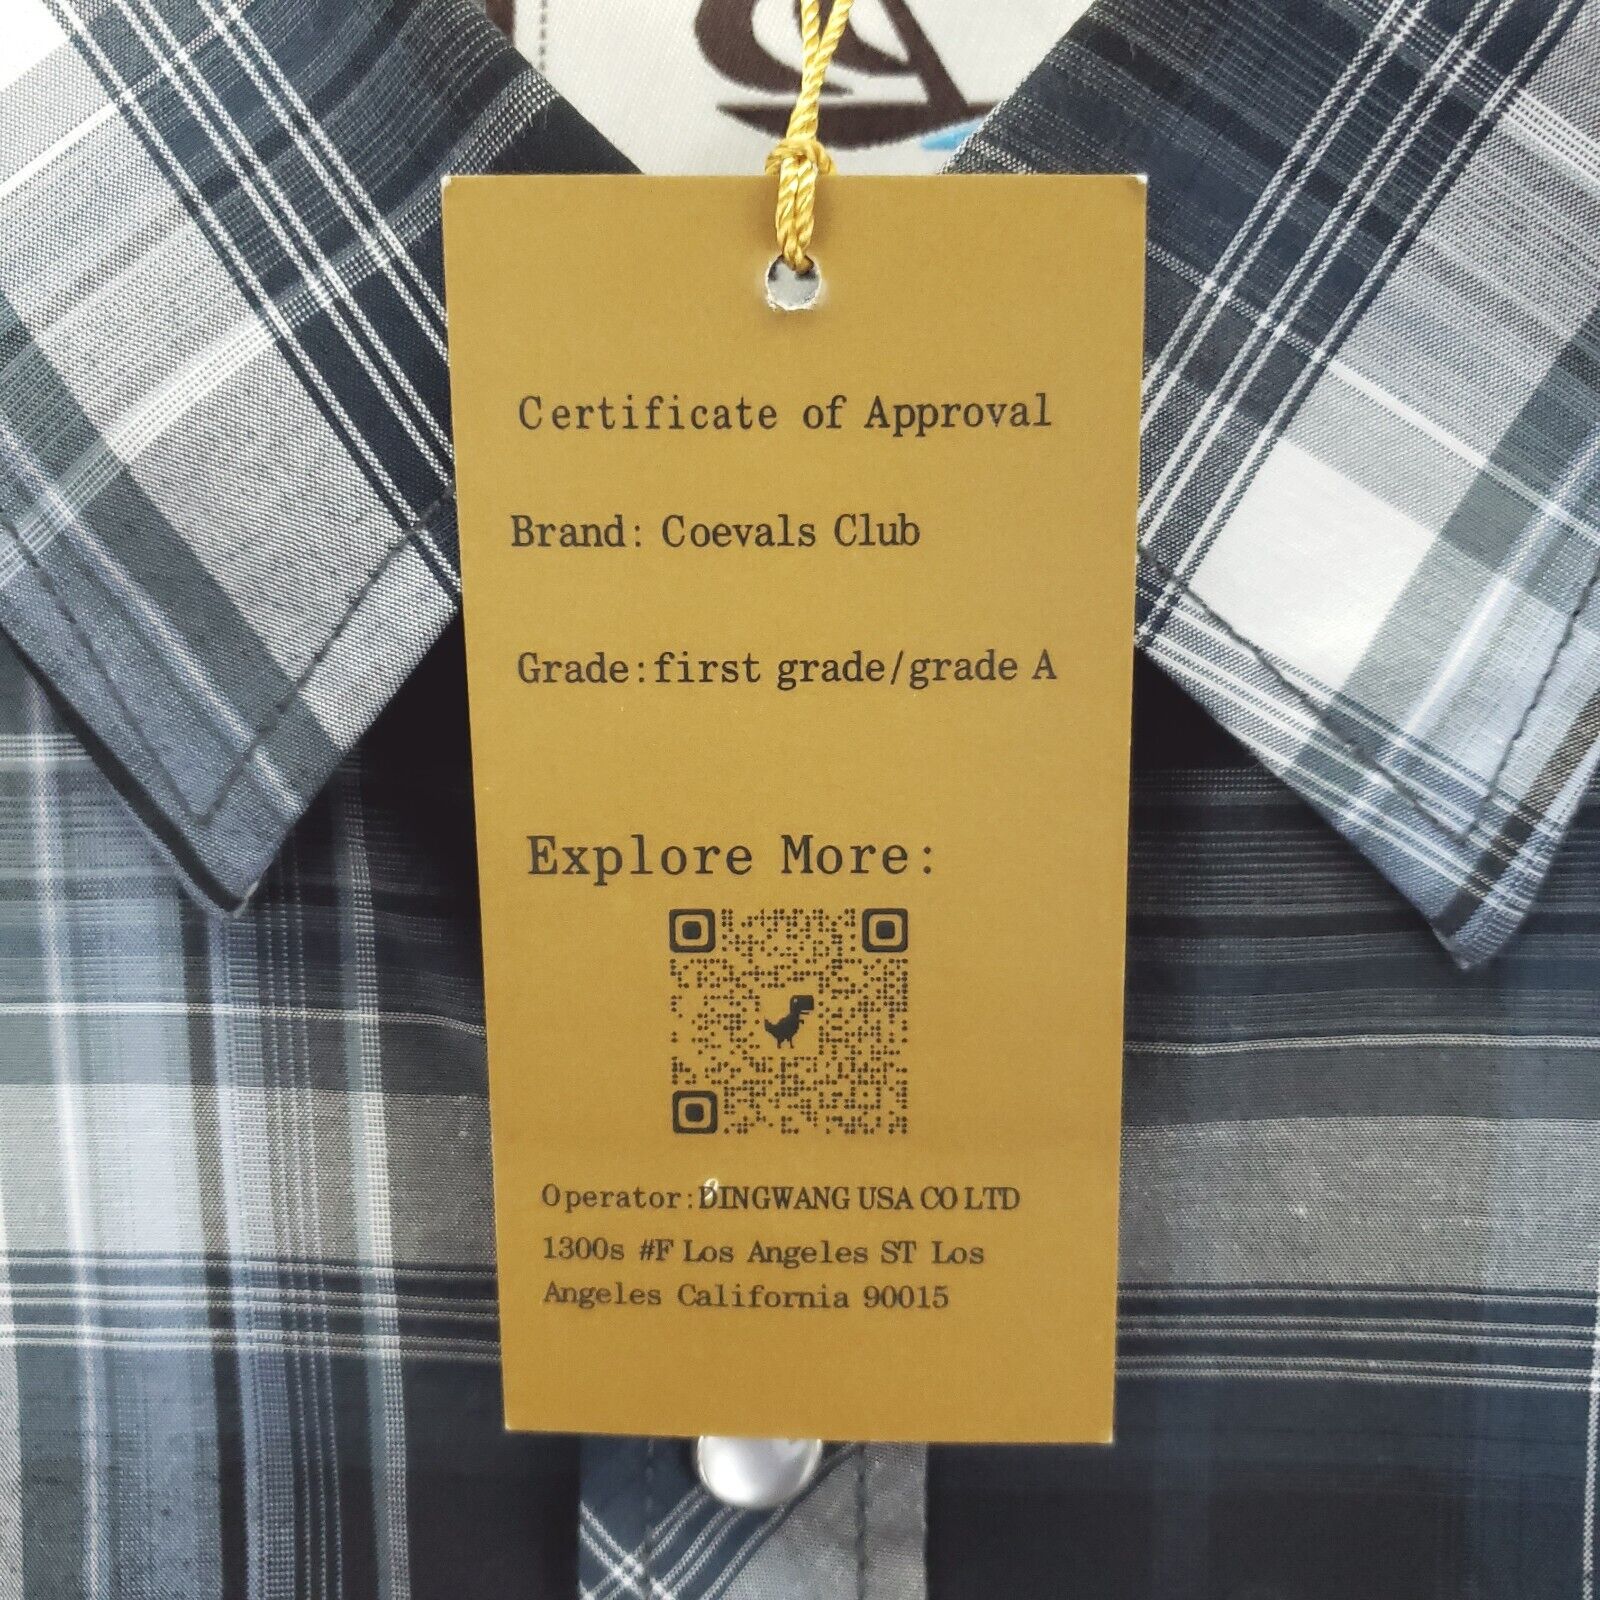 Certificate of Approval
Brand: Coevals Club
Grade:first grade/grade A
Explore More:
Operator:DINGWANG USA CO LTD
1300s #F Los Angeles ST Los
Angeles California 90015